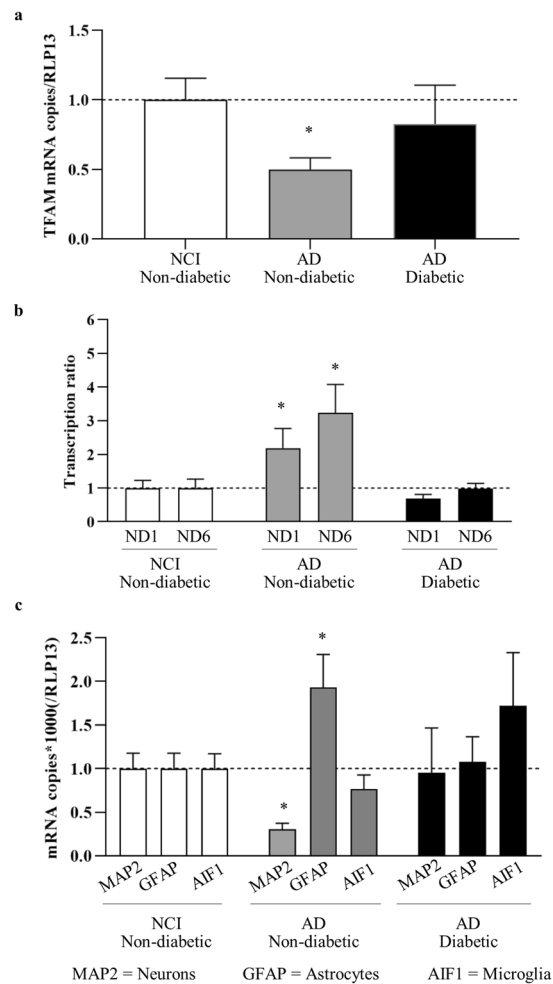 a
TFAM mRNA copies/RLP13
1.5
1.0
0.5
0.0
*
NCI
Non-diabetic
AD
Non-diabetic
AD
Diabetic
b
Transcription ratio
6
5
4
3
2
1
0
*
*
ND1 ND6 ND1 ND6 ND1 ND6
NCI
Non-diabetic
AD
Non-diabetic
AD
Diabetic
c
mRNA copies*1000(/RLP13)
2.5
2.0
1.5
1.0
0.5
0.0
*
*
MAP2 GFAP AIF1 MAP2 GFAP AIF1 MAP2 GFAP AIF1
NCI
Non-diabetic
AD
Non-diabetic
AD
Diabetic
MAP2 = Neurons GFAP = Astrocytes AIF1 = Microglia